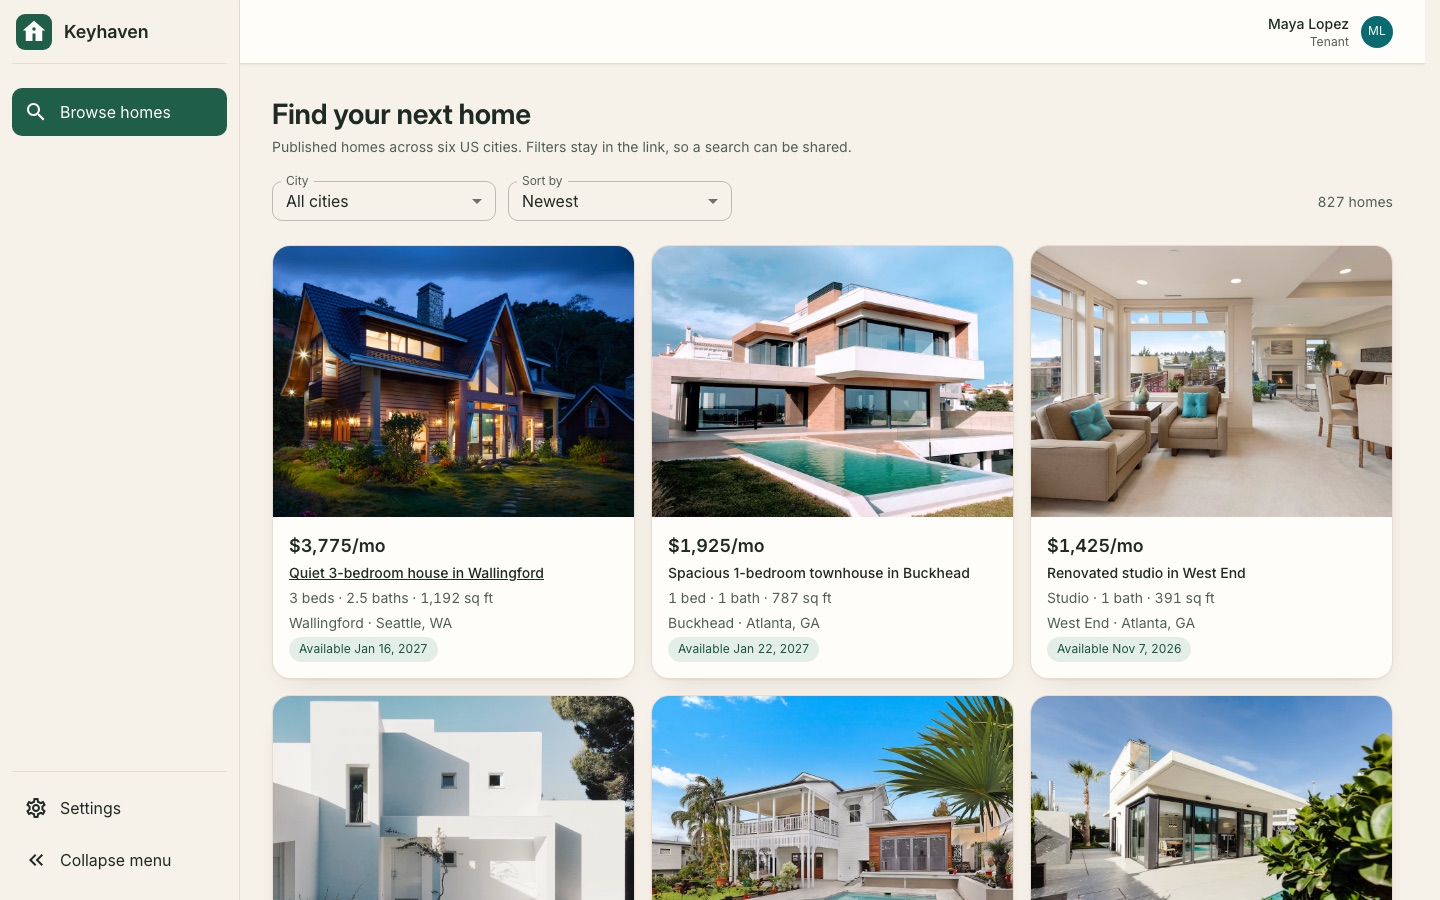 Keyhaven
Maya Lopez
Tenant
ML
Browse homes
Find your next home
Published homes across six US cities. Filters stay in the link, so a search can be shared.
City
All cities
Sort by
Newest
827 homes
$3,775/mo
Quiet 3-bedroom house in Wallingford
3 beds · 2.5 baths · 1,192 sq ft
Wallingford · Seattle, WA
Available Jan 16, 2027
$1,925/mo
Spacious 1-bedroom townhouse in Buckhead
1 bed · 1 bath · 787 sq ft
Buckhead · Atlanta, GA
Available Jan 22, 2027
$1,425/mo
Renovated studio in West End
Studio · 1 bath · 391 sq ft
West End · Atlanta, GA
Available Nov 7, 2026
Settings
Collapse menu